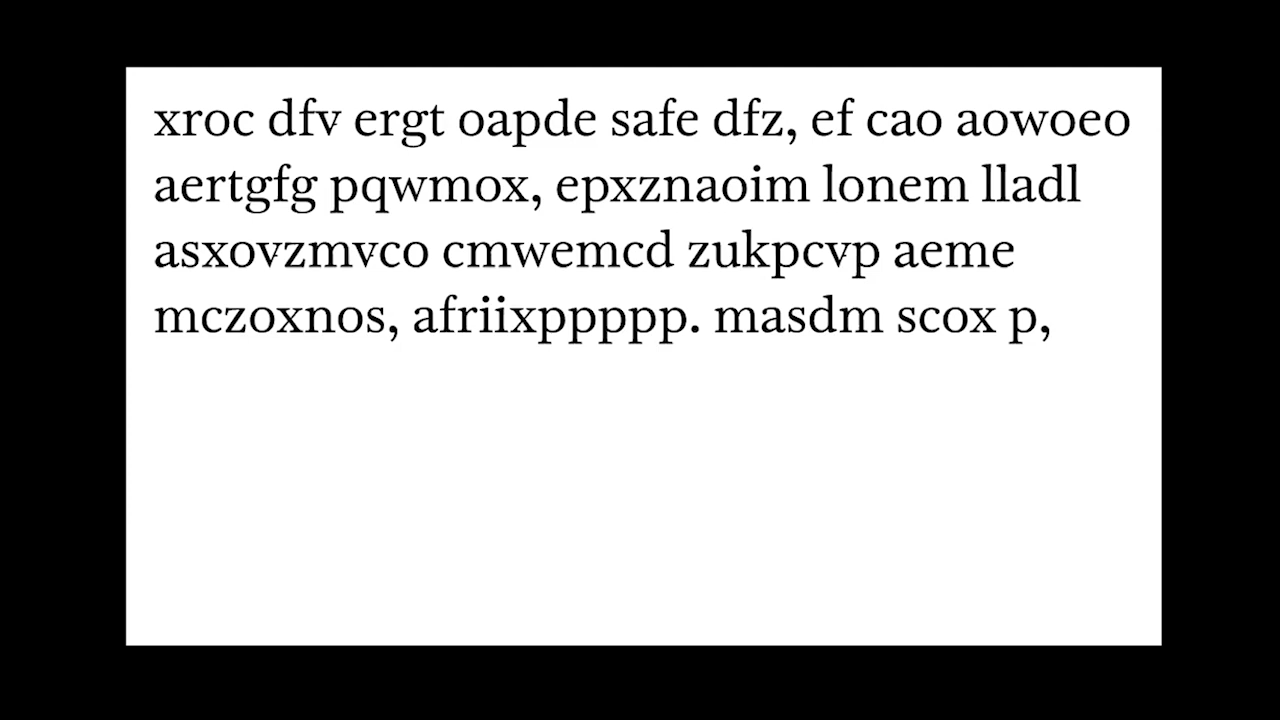 xroc dfv ergt oapde safe dfz, ef cao aowoeo
aertgfg pqwmox, epxznaoim lonem lladl
asxovzmvco cmwemcd zukpcvp aeme
mczoxnos, afriixppppp. masdm scox p,